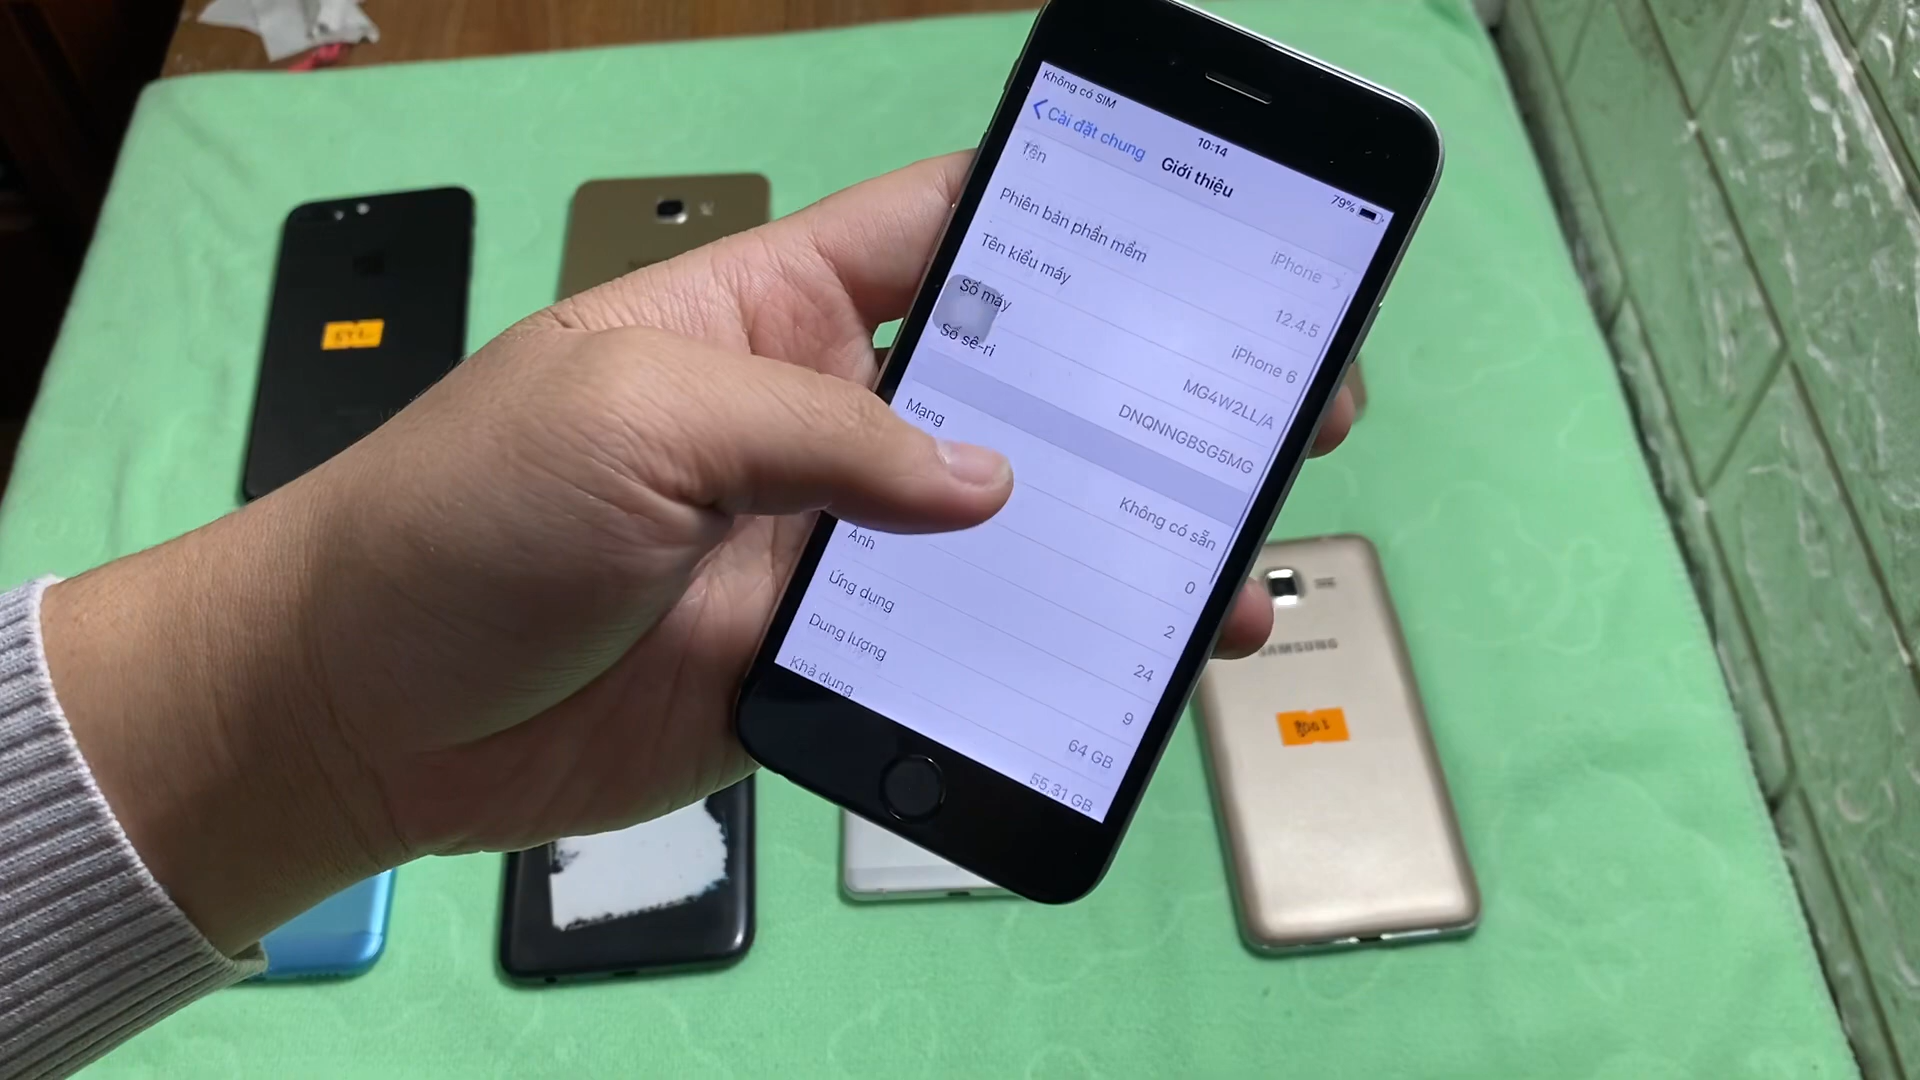 Không có SIM
10:14
79%
Cài đặt chung
Giới thiệu
Tên
iPhone
Phiên bản phần mềm
12.4.5
Tên kiểu máy
iPhone 6
Số máy
MG4W2LL/A
Số sê-ri
DNQNNGBSG5MG
Mạng
Không có sẵn
0
Ảnh
2
Ứng dụng
24
Dung lượng
9
Khả dụng
64 GB
55,31 GB
SAMSUNG